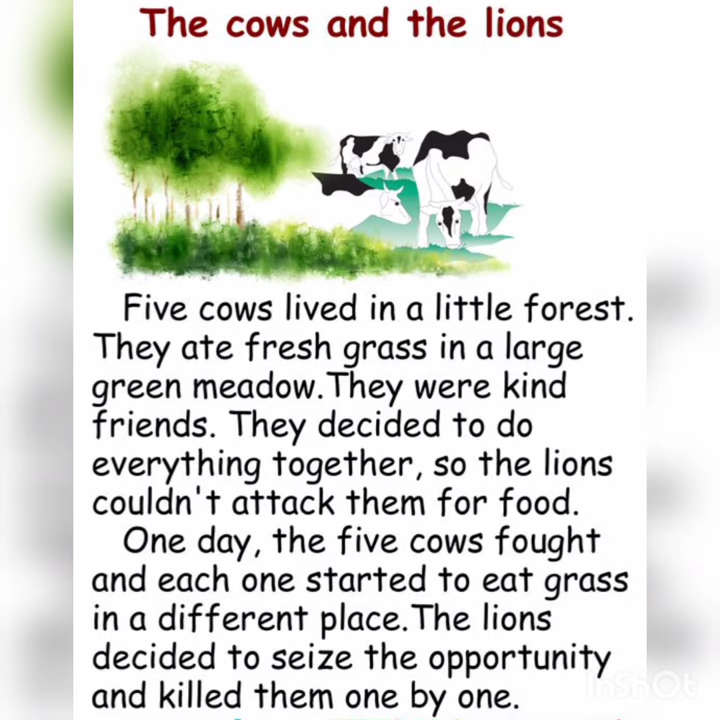 The cows and the lions
Five cows lived in a little forest.
They ate fresh grass in a large
green meadow.They were kind
friends. They decided to do
everything together, so the lions
couldn't attack them for food.
One day, the five cows fought
and each one started to eat grass
in a different place.The lions
decided to seize the opportunity
and killed them one by one.
InShOt